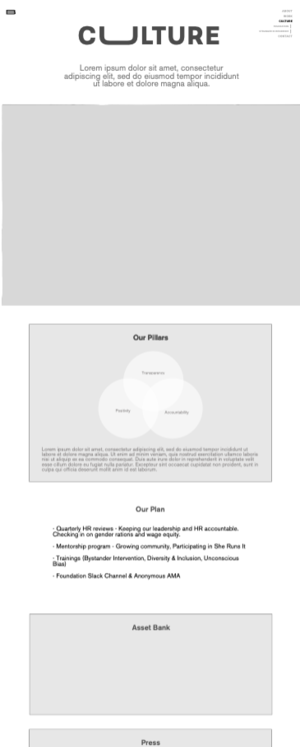 CULTURE
Lorem ipsum dolor sit amet, consectetur
adipiscing elit, sed do eiusmod tempor incididunt
ut labore et dolore magna aliqua.
Our Pillars
Transparency
Positivity
Accountability
Lorem ipsum dolor sit amet, consectetur adipiscing elit, sed do eiusmod tempor incididunt ut
labore et dolore magna aliqua. Ut enim ad minim veniam, quis nostrud exercitation ullamco laboris
nisi ut aliquip ex ea commodo consequat. Duis aute irure dolor in reprehenderit in voluptate velit
esse cillum dolore eu fugiat nulla pariatur. Excepteur sint occaecat cupidatat non proident, sunt in
culpa qui officia deserunt mollit anim id est laborum.
Our Plan
- Quarterly HR reviews - Keeping our leadership and HR accountable.
Checking in on gender rations and wage equity.
- Mentorship program - Growing community, Participating in She Runs It
- Trainings (Bystander Intervention, Diversity & Inclusion, Unconscious
Bias)
- Foundation Slack Channel & Anonymous AMA
Asset Bank
Press